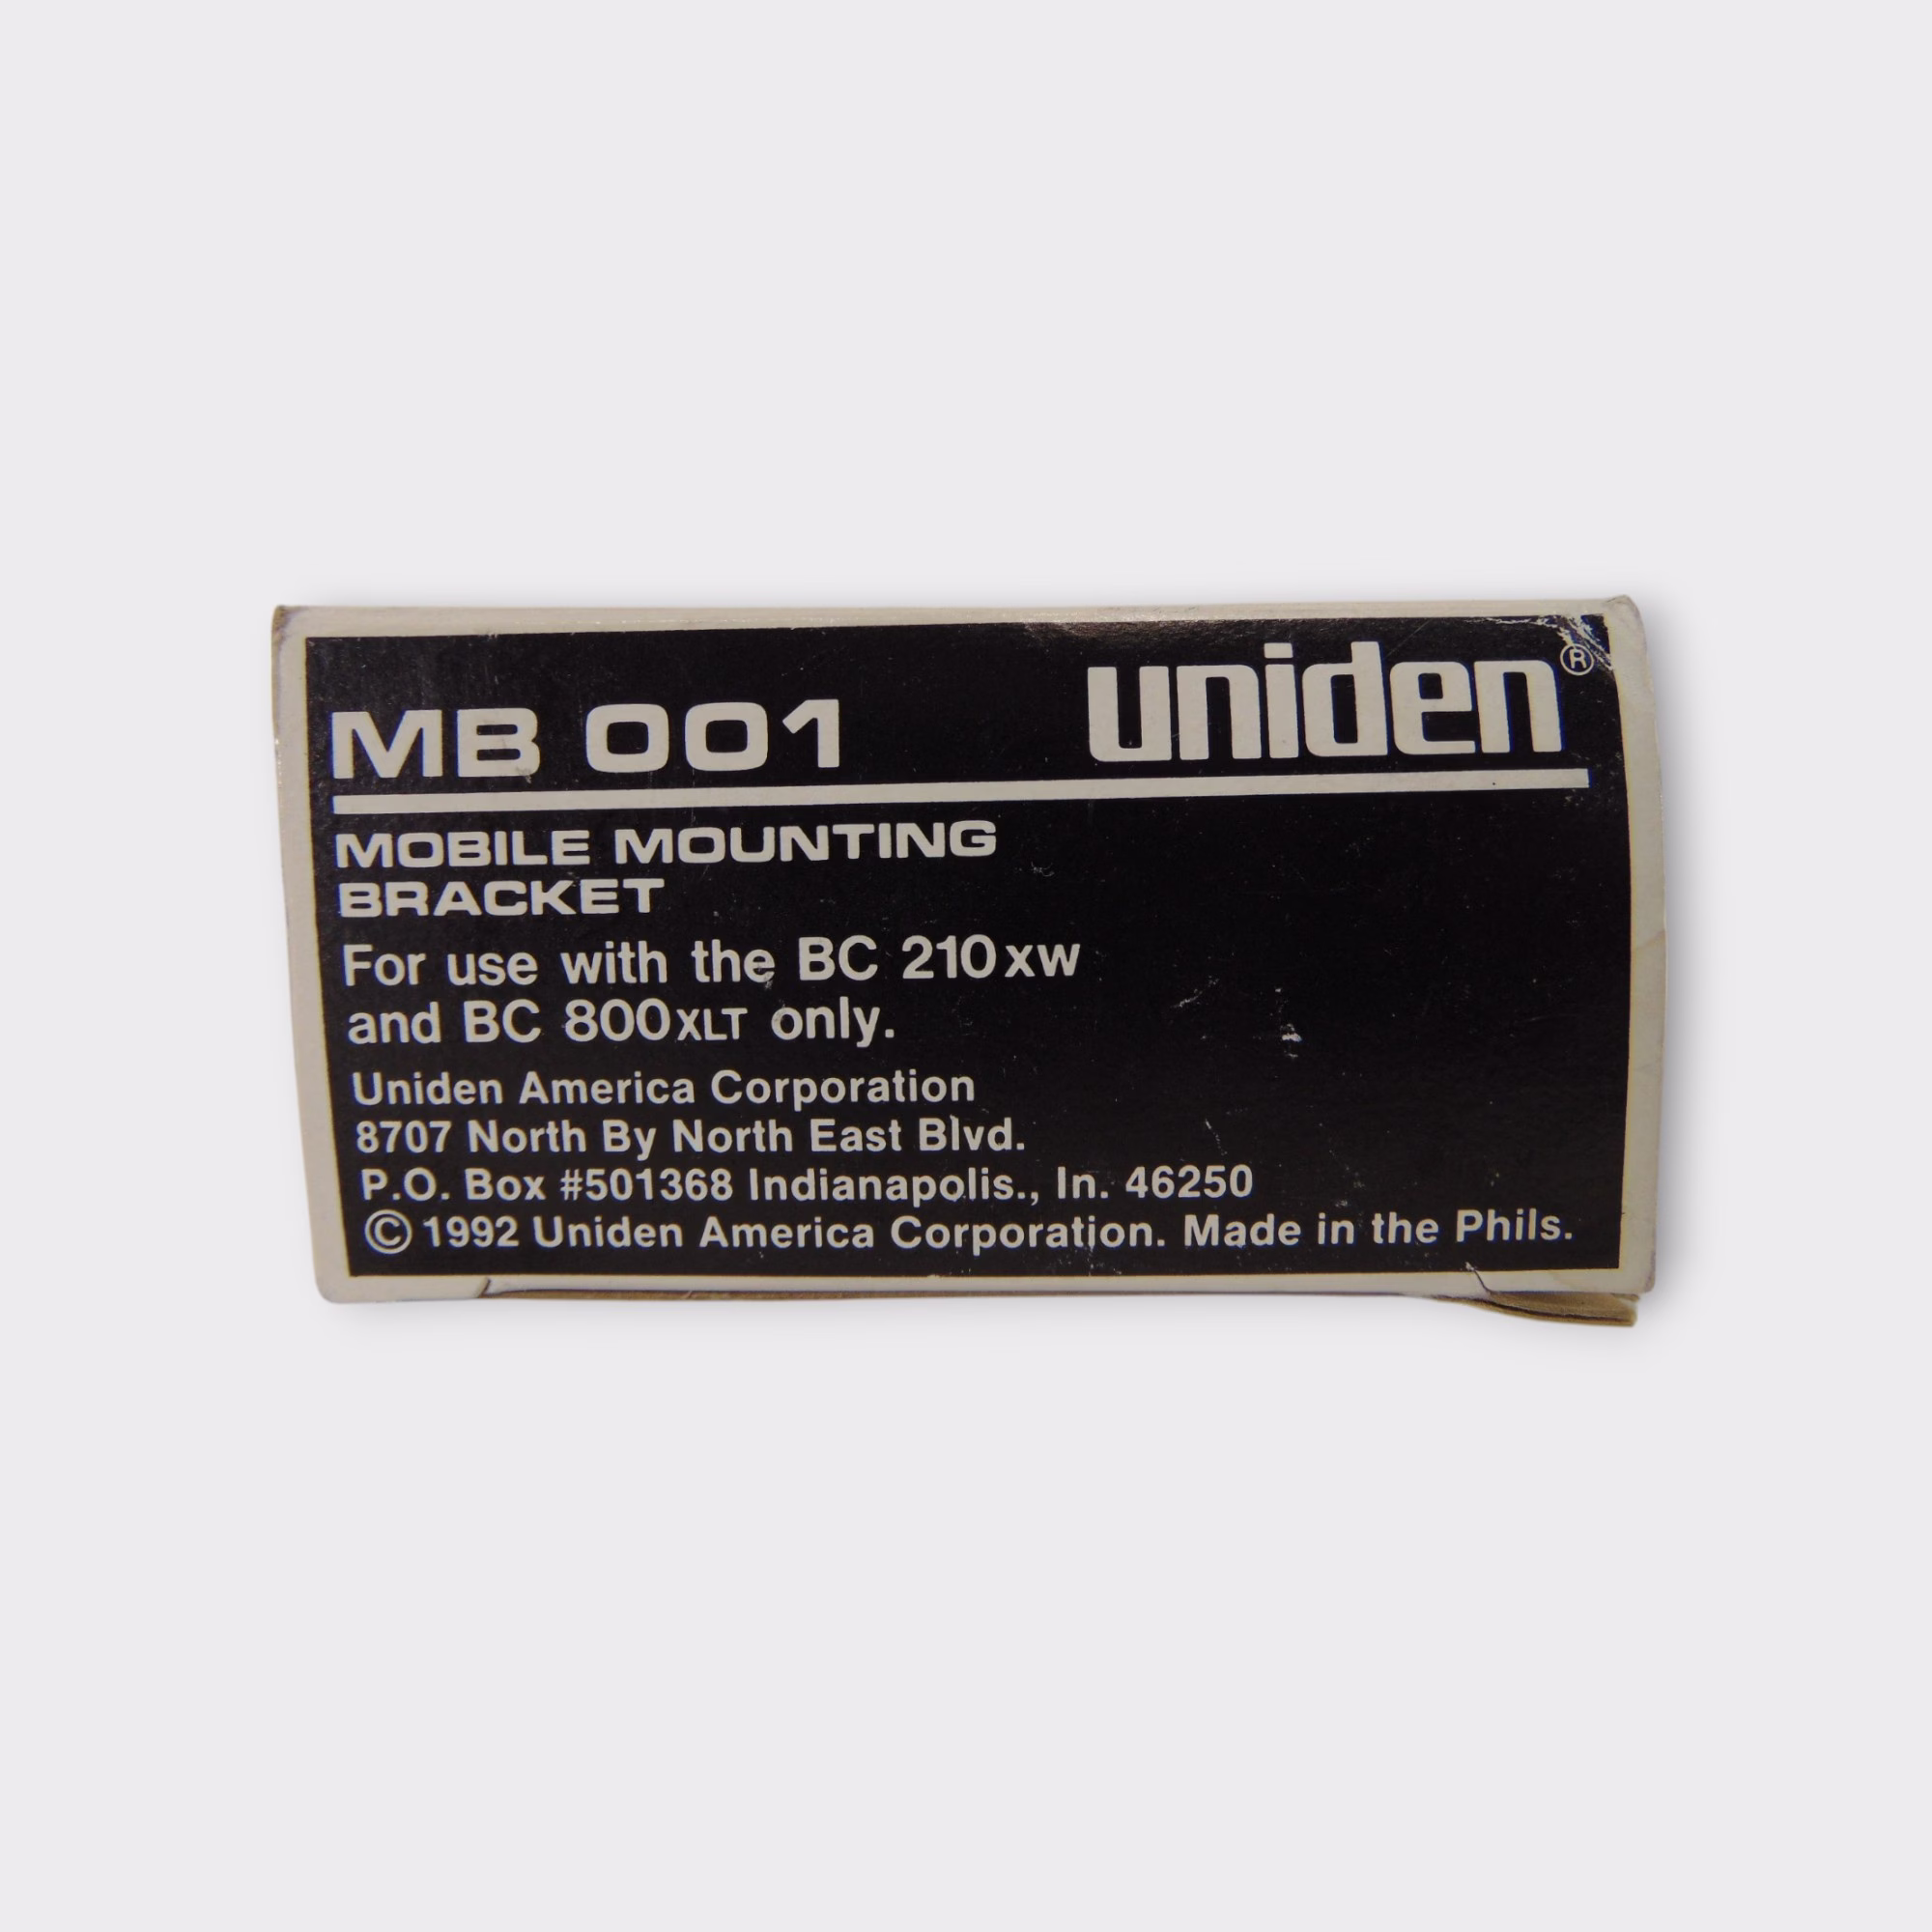 MB 001 uniden®
MOBILE MOUNTING
BRACKET
For use with the BC 210XW
and BC 800XLT only.
Uniden America Corporation
8707 North By North East Blvd.
P.O. Box #501368 Indianapolis., In. 46250
© 1992 Uniden America Corporation. Made in the Phils.